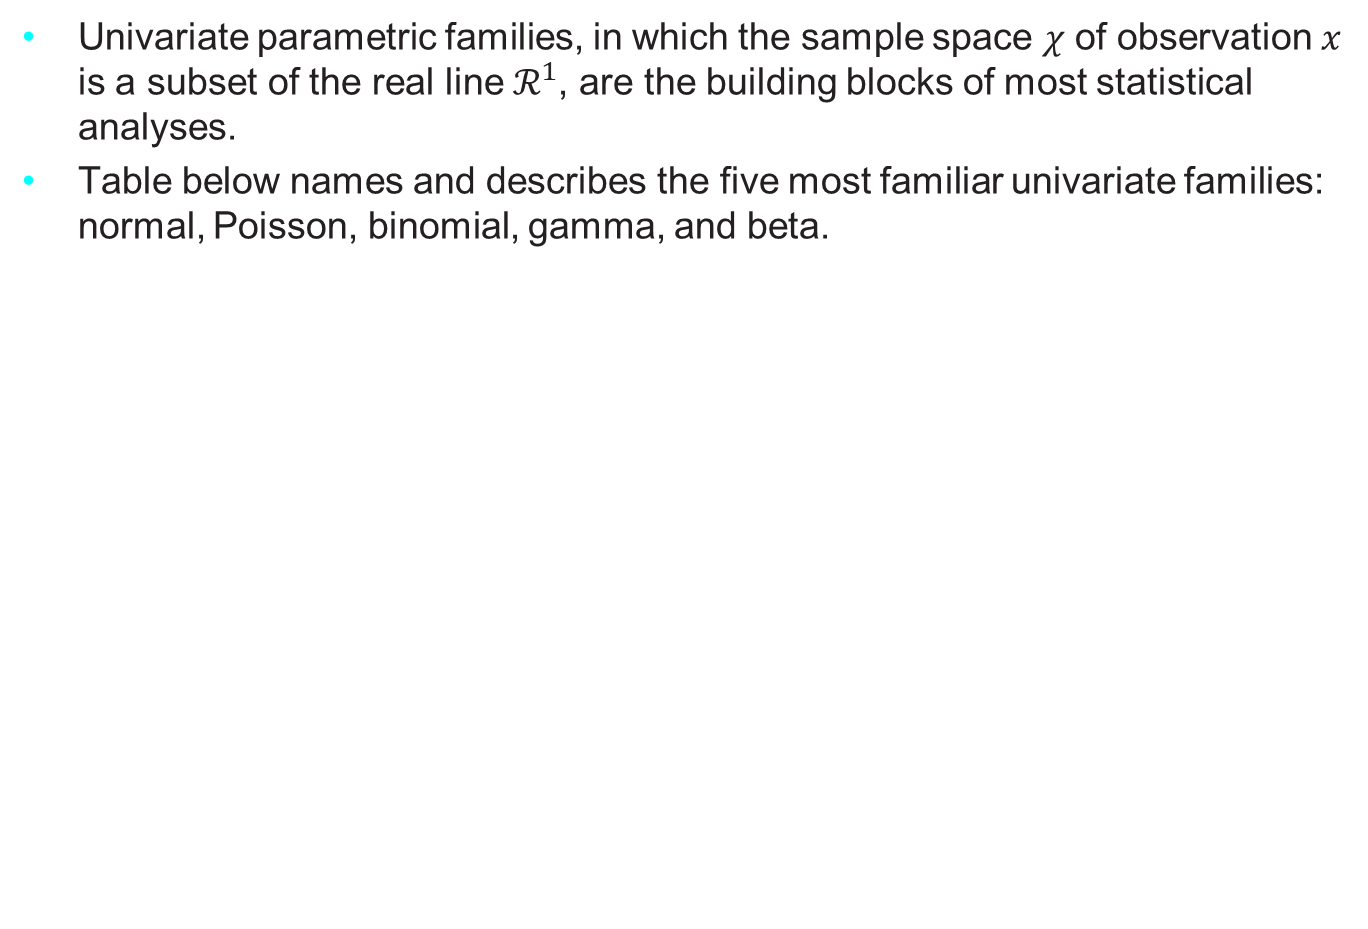 • Univariate parametric families, in which the sample space χ of observation x
is a subset of the real line ℛ¹, are the building blocks of most statistical
analyses.
• Table below names and describes the five most familiar univariate families:
normal, Poisson, binomial, gamma, and beta.